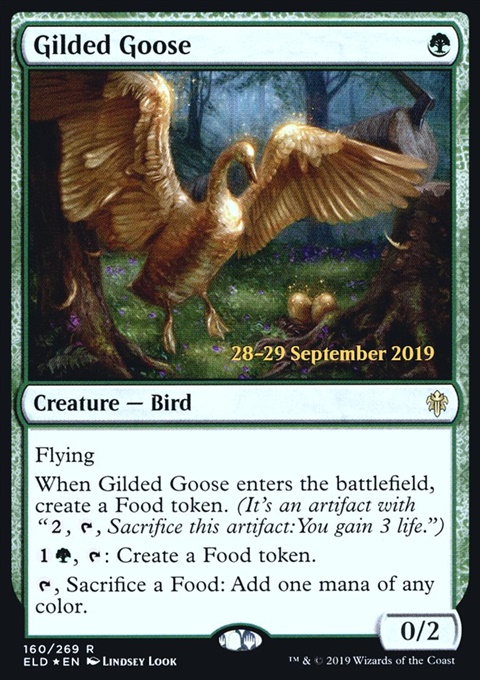 Gilded Goose
28–29 September 2019
Creature — Bird
Flying
When Gilded Goose enters the battlefield,
create a Food token. (It's an artifact with
“2, , Sacrifice this artifact: You gain 3 life.”)
1 , : Create a Food token.
, Sacrifice a Food: Add one mana of any
color.
0/2
160/269 R
ELD ★ EN Lindsey Look
™ & © 2019 Wizards of the Coast